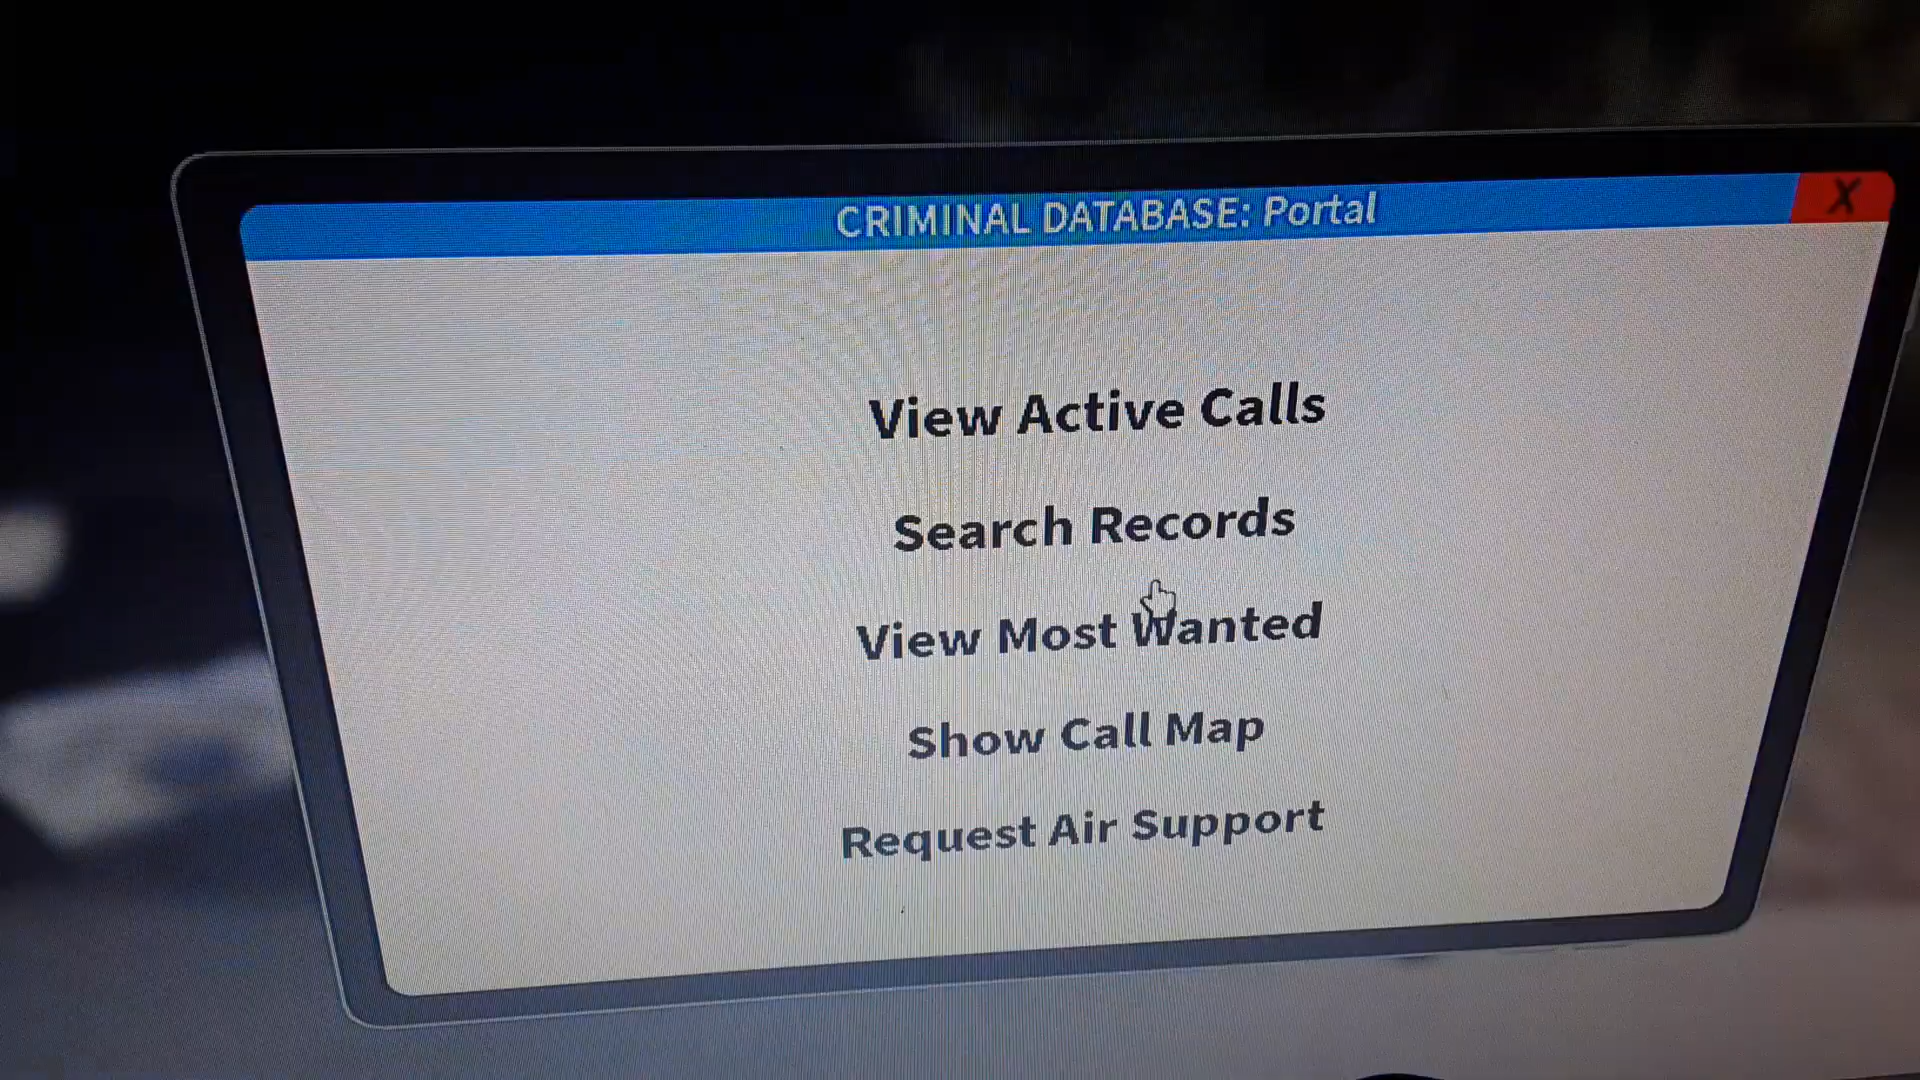 CRIMINAL DATABASE: Portal
X
View Active Calls
Search Records
View Most Wanted
Show Call Map
Request Air Support